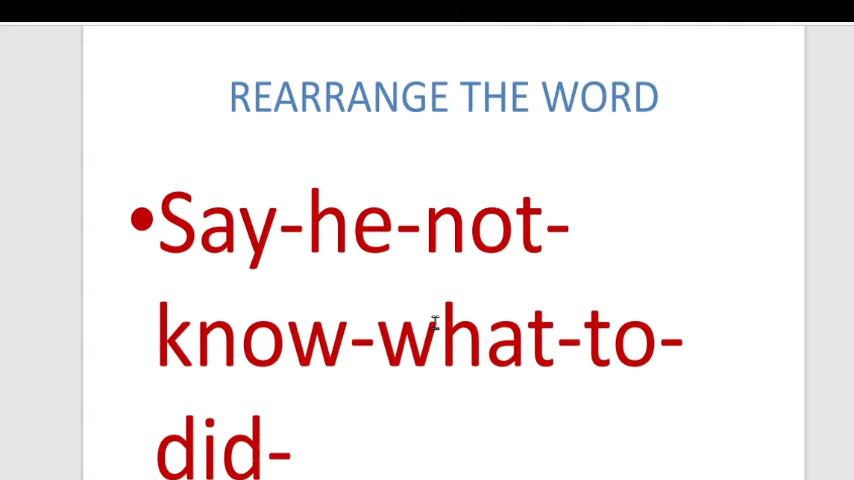 REARRANGE THE WORD
•Say-he-not-
know-what-to-
did-